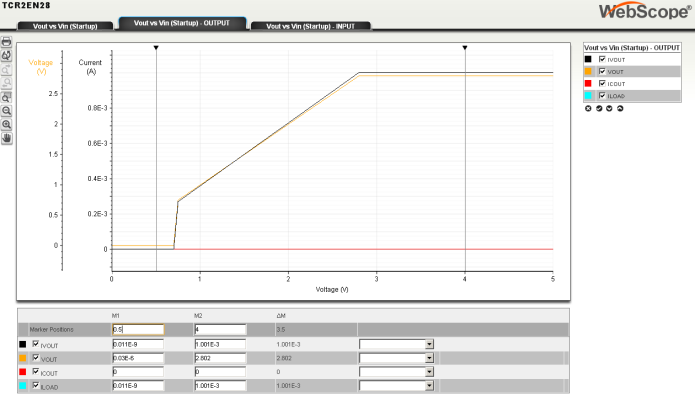 TCR2EN28
WebScope®
Vout vs Vin (Startup)
Vout vs Vin (Startup) - OUTPUT
Vout vs Vin (Startup) - INPUT
Voltage
(V)
Current
(A)
2.5
2
1.5
1
0.5
0
0.8E-3
0.6E-3
0.4E-3
0.2E-3
0
0 1 2 3 4 5
Voltage (V)
Vout vs Vin (Startup) - OUTPUT
IVOUT
VOUT
ICOUT
ILOAD
M1 M2 ΔM
Marker Positions 0.5 4 3.5
IVOUT 0.011E-9 1.001E-3 1.001E-3
VOUT 0.03E-6 2.802 2.802
ICOUT 0 0 0
ILOAD 0.011E-9 1.001E-3 1.001E-3